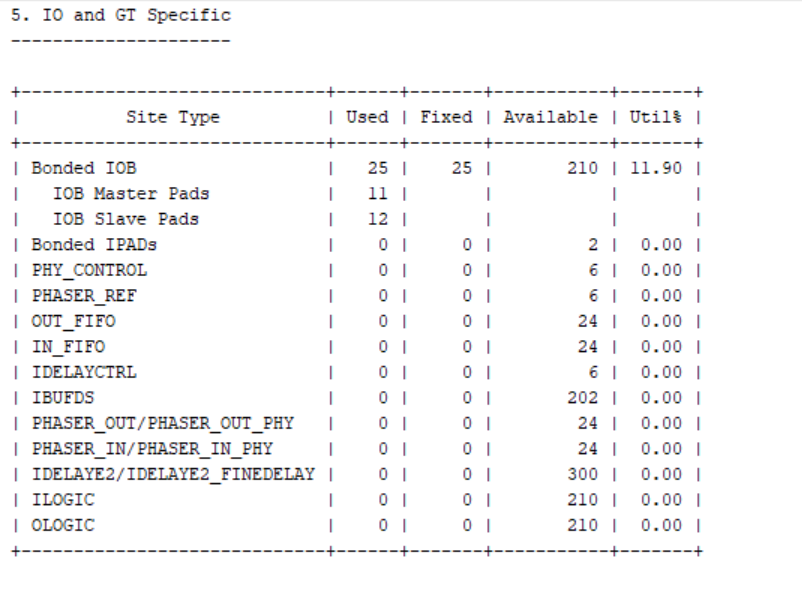 5. IO and GT Specific
---------------------
+-----------------------------+------+-------+-----------+-------+
|          Site Type          | Used | Fixed | Available | Util% |
+-----------------------------+------+-------+-----------+-------+
| Bonded IOB                  |   25 |    25 |       210 | 11.90 |
|   IOB Master Pads           |   11 |       |           |       |
|   IOB Slave Pads            |   12 |       |           |       |
| Bonded IPADs                |    0 |     0 |         2 |  0.00 |
| PHY_CONTROL                 |    0 |     0 |         6 |  0.00 |
| PHASER_REF                  |    0 |     0 |         6 |  0.00 |
| OUT_FIFO                    |    0 |     0 |        24 |  0.00 |
| IN_FIFO                     |    0 |     0 |        24 |  0.00 |
| IDELAYCTRL                  |    0 |     0 |         6 |  0.00 |
| IBUFDS                      |    0 |     0 |       202 |  0.00 |
| PHASER_OUT/PHASER_OUT_PHY   |    0 |     0 |        24 |  0.00 |
| PHASER_IN/PHASER_IN_PHY     |    0 |     0 |        24 |  0.00 |
| IDELAYE2/IDELAYE2_FINEDELAY |    0 |     0 |       300 |  0.00 |
| ILOGIC                      |    0 |     0 |       210 |  0.00 |
| OLOGIC                      |    0 |     0 |       210 |  0.00 |
+-----------------------------+------+-------+-----------+-------+